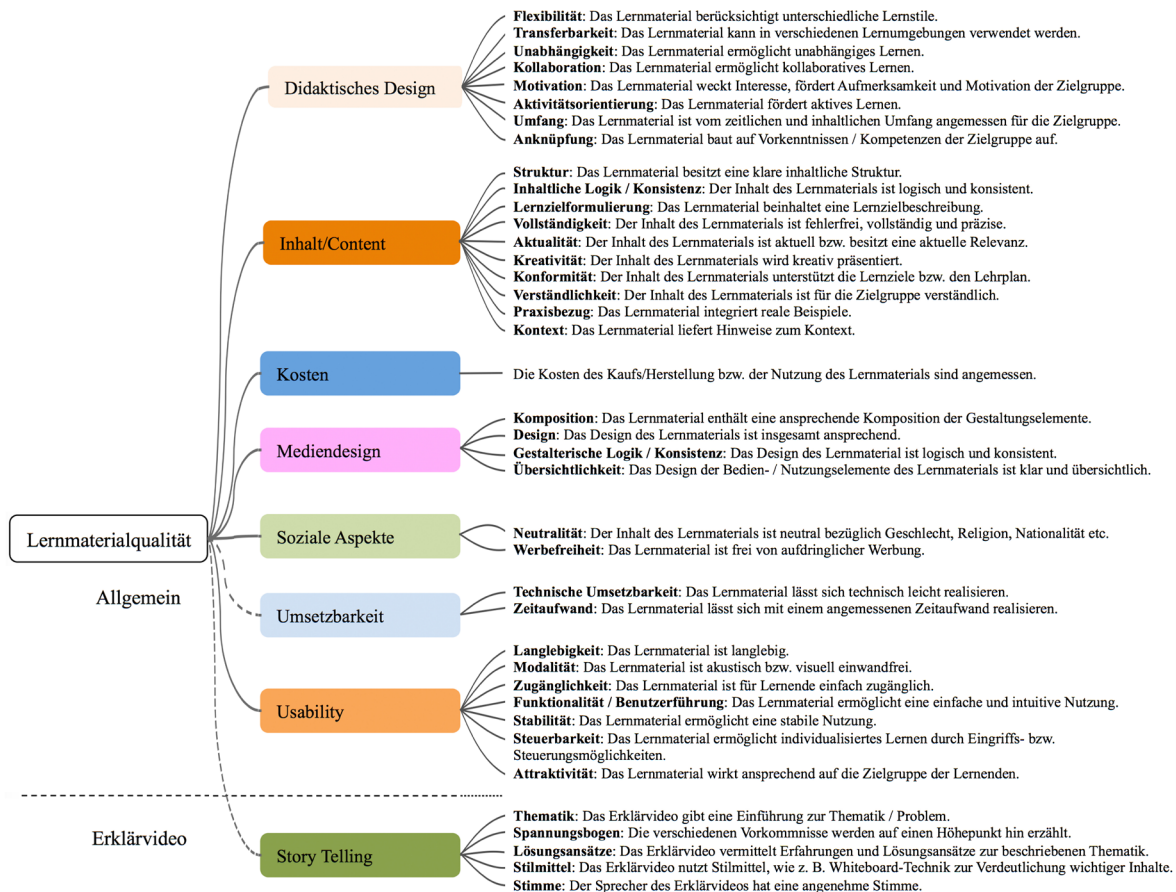 Flexibilität: Das Lernmaterial berücksichtigt unterschiedliche Lernstile.
Transferbarkeit: Das Lernmaterial kann in verschiedenen Lernumgebungen verwendet werden.
Unabhängigkeit: Das Lernmaterial ermöglicht unabhängiges Lernen.
Kollaboration: Das Lernmaterial ermöglicht kollaboratives Lernen.
Didaktisches Design
Motivation: Das Lernmaterial weckt Interesse, fördert Aufmerksamkeit und Motivation der Zielgruppe.
Aktivitätsorientierung: Das Lernmaterial fördert aktives Lernen.
Umfang: Das Lernmaterial ist vom zeitlichen und inhaltlichen Umfang angemessen für die Zielgruppe.
Anknüpfung: Das Lernmaterial baut auf Vorkenntnissen / Kompetenzen der Zielgruppe auf.
Struktur: Das Lernmaterial besitzt eine klare inhaltliche Struktur.
Inhaltliche Logik / Konsistenz: Der Inhalt des Lernmaterials ist logisch und konsistent.
Lernzielformulierung: Das Lernmaterial beinhaltet eine Lernzielbeschreibung.
Vollständigkeit: Der Inhalt des Lernmaterials ist fehlerfrei, vollständig und präzise.
Inhalt/Content
Aktualität: Der Inhalt des Lernmaterials ist aktuell bzw. besitzt eine aktuelle Relevanz.
Kreativität: Der Inhalt des Lernmaterials wird kreativ präsentiert.
Konformität: Der Inhalt des Lernmaterials unterstützt die Lernziele bzw. den Lehrplan.
Verständlichkeit: Der Inhalt des Lernmaterials ist für die Zielgruppe verständlich.
Praxisbezug: Das Lernmaterial integriert reale Beispiele.
Kontext: Das Lernmaterial liefert Hinweise zum Kontext.
Kosten
Die Kosten des Kaufs/Herstellung bzw. der Nutzung des Lernmaterials sind angemessen.
Komposition: Das Lernmaterial enthält eine ansprechende Komposition der Gestaltungselemente.
Design: Das Design des Lernmaterials ist insgesamt ansprechend.
Mediendesign
Gestalterische Logik / Konsistenz: Das Design des Lernmaterial ist logisch und konsistent.
Übersichtlichkeit: Das Design der Bedien- / Nutzungselemente des Lernmaterials ist klar und übersichtlich.
Lernmaterialqualität
Soziale Aspekte
Neutralität: Der Inhalt des Lernmaterials ist neutral bezüglich Geschlecht, Religion, Nationalität etc.
Werbefreiheit: Das Lernmaterial ist frei von aufdringlicher Werbung.
Allgemein
Umsetzbarkeit
Technische Umsetzbarkeit: Das Lernmaterial lässt sich technisch leicht realisieren.
Zeitaufwand: Das Lernmaterial lässt sich mit einem angemessenen Zeitaufwand realisieren.
Langlebigkeit: Das Lernmaterial ist langlebig.
Modalität: Das Lernmaterial ist akustisch bzw. visuell einwandfrei.
Zugänglichkeit: Das Lernmaterial ist für Lernende einfach zugänglich.
Usability
Funktionalität / Benutzerführung: Das Lernmaterial ermöglicht eine einfache und intuitive Nutzung.
Stabilität: Das Lernmaterial ermöglicht eine stabile Nutzung.
Steuerbarkeit: Das Lernmaterial ermöglicht individualisiertes Lernen durch Eingriffs- bzw.
Steuerungsmöglichkeiten.
Attraktivität: Das Lernmaterial wirkt ansprechend auf die Zielgruppe der Lernenden.
Erklärvideo
Story Telling
Thematik: Das Erklärvideo gibt eine Einführung zur Thematik / Problem.
Spannungsbogen: Die verschiedenen Vorkommnisse werden auf einen Höhepunkt hin erzählt.
Lösungsansätze: Das Erklärvideo vermittelt Erfahrungen und Lösungsansätze zur beschriebenen Thematik.
Stilmittel: Das Erklärvideo nutzt Stilmittel, wie z. B. Whiteboard-Technik zur Verdeutlichung wichtiger Inhalte.
Stimme: Der Sprecher des Erklärvideos hat eine angenehme Stimme.